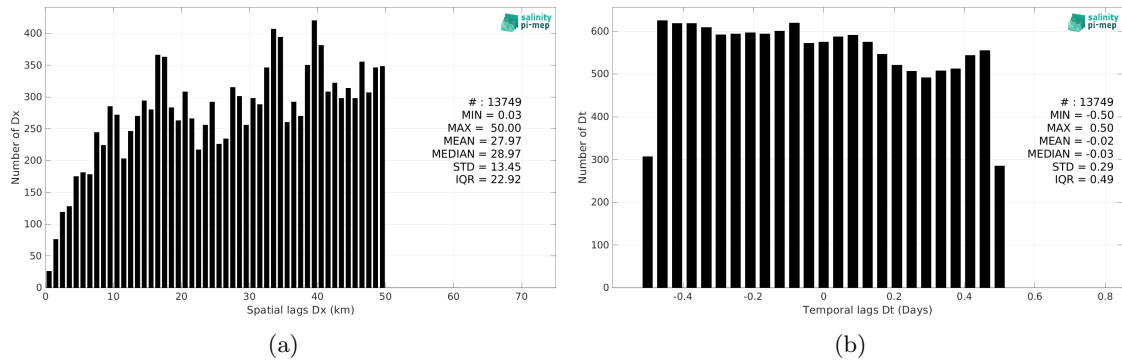 salinity
pi-mep
400
350
300
250
200
150
100
50
0
Number of Dx
# : 13749
MIN = 0.03
MAX = 50.00
MEAN = 27.97
MEDIAN = 28.97
STD = 13.45
IQR = 22.92
0 10 20 30 40 50 60 70
Spatial lags Dx (km)
(a)
salinity
pi-mep
600
500
400
300
200
100
0
Number of Dt
# : 13749
MIN = -0.50
MAX = 0.50
MEAN = -0.02
MEDIAN = -0.03
STD = 0.29
IQR = 0.49
-0.4 -0.2 0 0.2 0.4 0.6 0.8
Temporal lags Dt (Days)
(b)